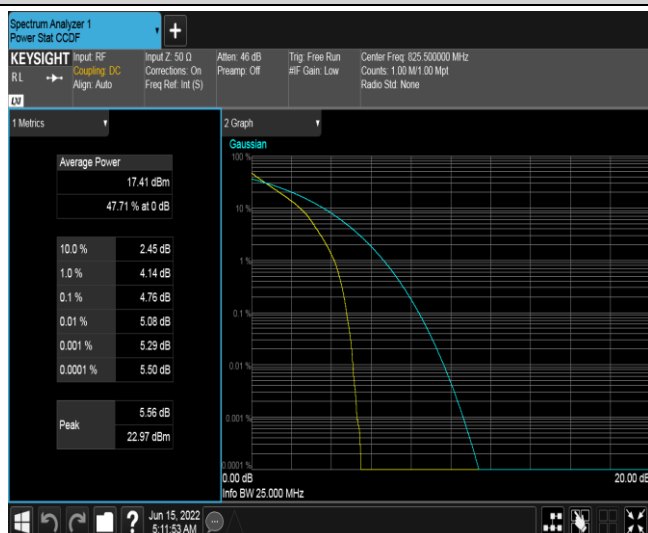 Spectrum Analyzer 1
Power Stat CCDF
+
KEYSIGHT
RL
LXI
Input: RF
Coupling: DC
Align: Auto
Input Z: 50 Ω
Corrections: On
Freq Ref: Int (S)
Atten: 46 dB
Preamp: Off
Trig: Free Run
#IF Gain: Low
Center Freq: 825.500000 MHz
Counts: 1.00 M/1.00 Mpt
Radio Std: None
1 Metrics
Average Power
17.41 dBm
47.71 % at 0 dB
10.0 % 2.45 dB
1.0 % 4.14 dB
0.1 % 4.76 dB
0.01 % 5.08 dB
0.001 % 5.29 dB
0.0001 % 5.50 dB
Peak
5.56 dB
22.97 dBm
2 Graph
Gaussian
100 %
10 %
1 %
0.1 %
0.01 %
0.001 %
0.0001 %
0.00 dB 20.00 dB
Info BW 25.000 MHz
? Jun 15, 2022
5:11:53 AM